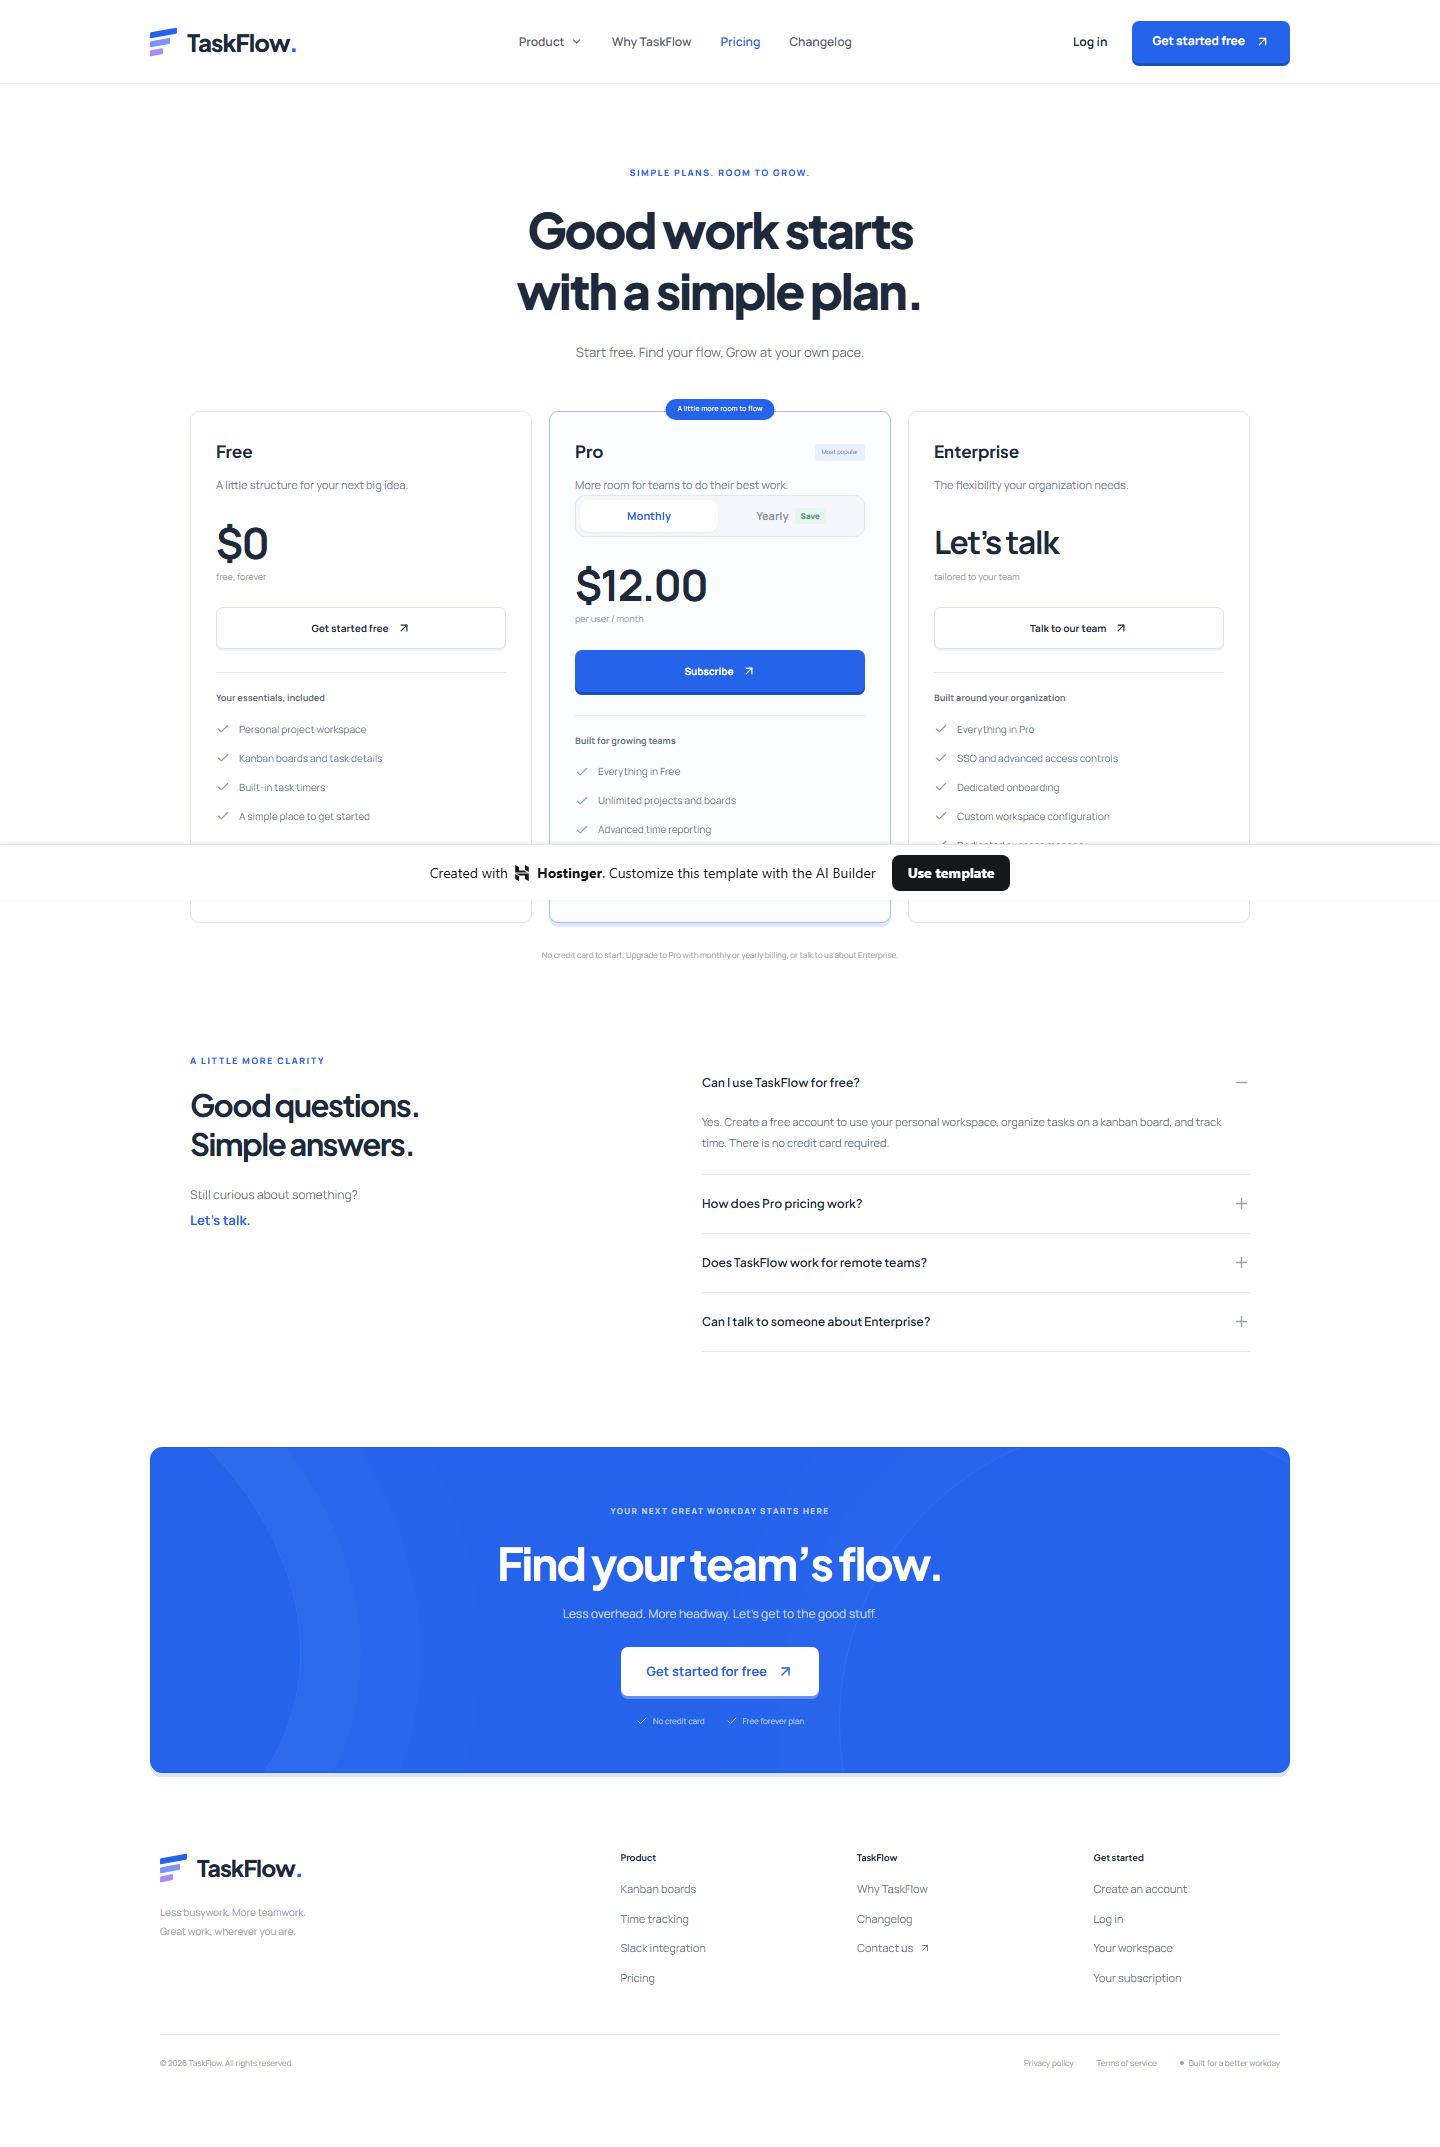 TaskFlow.
Product
Why TaskFlow
Pricing
Changelog
Log in
Get started free
SIMPLE PLANS. ROOM TO GROW.
Good work starts
with a simple plan.
Start free. Find your flow. Grow at your own pace.
Free
A little structure for your next big idea.
$0
free, forever
Get started free
Your essentials, included
Personal project workspace
Kanban boards and task details
Built-in task timers
A simple place to get started
A little more room to flow
Pro
Most popular
More room for teams to do their best work.
Monthly
Yearly Save
$12.00
per user / month
Subscribe
Built for growing teams
Everything in Free
Unlimited projects and boards
Advanced time reporting
Enterprise
The flexibility your organization needs.
Let's talk
tailored to your team
Talk to our team
Built around your organization
Everything in Pro
SSO and advanced access controls
Dedicated onboarding
Custom workspace configuration
Created with Hostinger. Customize this template with the AI Builder
Use template
No credit card to start. Upgrade to Pro with monthly or yearly billing, or talk to us about Enterprise.
A LITTLE MORE CLARITY
Good questions.
Simple answers.
Still curious about something?
Let's talk.
Can I use TaskFlow for free?
Yes. Create a free account to use your personal workspace, organize tasks on a kanban board, and track
time. There is no credit card required.
How does Pro pricing work?
Does TaskFlow work for remote teams?
Can I talk to someone about Enterprise?
YOUR NEXT GREAT WORKDAY STARTS HERE
Find your team's flow.
Less overhead. More headway. Let's get to the good stuff.
Get started for free
No credit card
Free forever plan
TaskFlow.
Less busywork. More teamwork.
Great work, wherever you are.
Product
Kanban boards
Time tracking
Slack integration
Pricing
TaskFlow
Why TaskFlow
Changelog
Contact us
Get started
Create an account
Log in
Your workspace
Your subscription
© 2026 TaskFlow. All rights reserved.
Privacy policy
Terms of service
Built for a better workday